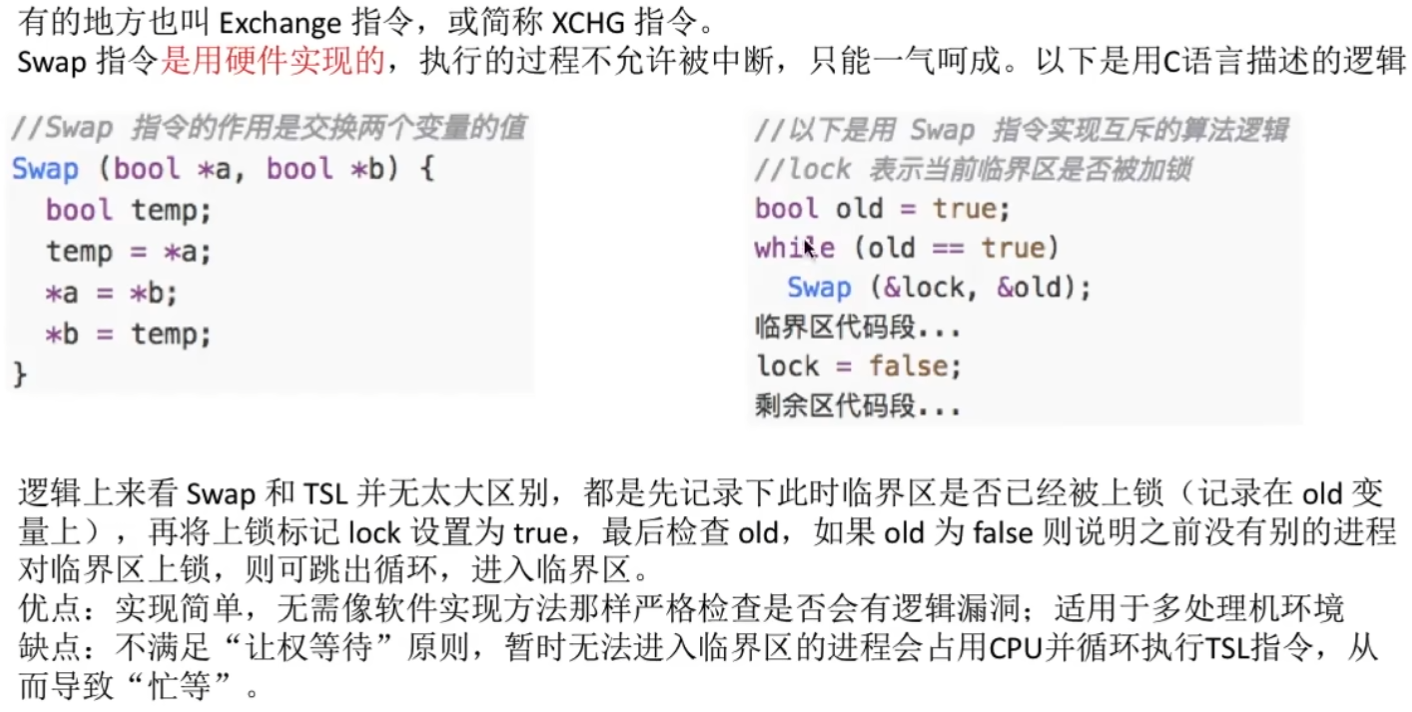 有的地方也叫 Exchange 指令，或简称 XCHG 指令。
Swap 指令是用硬件实现的，执行的过程不允许被中断，只能一气呵成。以下是用C语言描述的逻辑
//Swap 指令的作用是交换两个变量的值
Swap (bool *a, bool *b) {
  bool temp;
  temp = *a;
  *a = *b;
  *b = temp;
}
//以下是用 Swap 指令实现互斥的算法逻辑
//lock 表示当前临界区是否被加锁
bool old = true;
while (old == true)
  Swap (&lock, &old);
临界区代码段...
lock = false;
剩余区代码段...
逻辑上来看 Swap 和 TSL 并无太大区别，都是先记录下此时临界区是否已经被上锁（记录在 old 变
量上），再将上锁标记 lock 设置为 true，最后检查 old，如果 old 为 false 则说明之前没有别的进程
对临界区上锁，则可跳出循环，进入临界区。
优点：实现简单，无需像软件实现方法那样严格检查是否会有逻辑漏洞；适用于多处理机环境
缺点：不满足“让权等待”原则，暂时无法进入临界区的进程会占用CPU并循环执行TSL指令，从
而导致“忙等”。